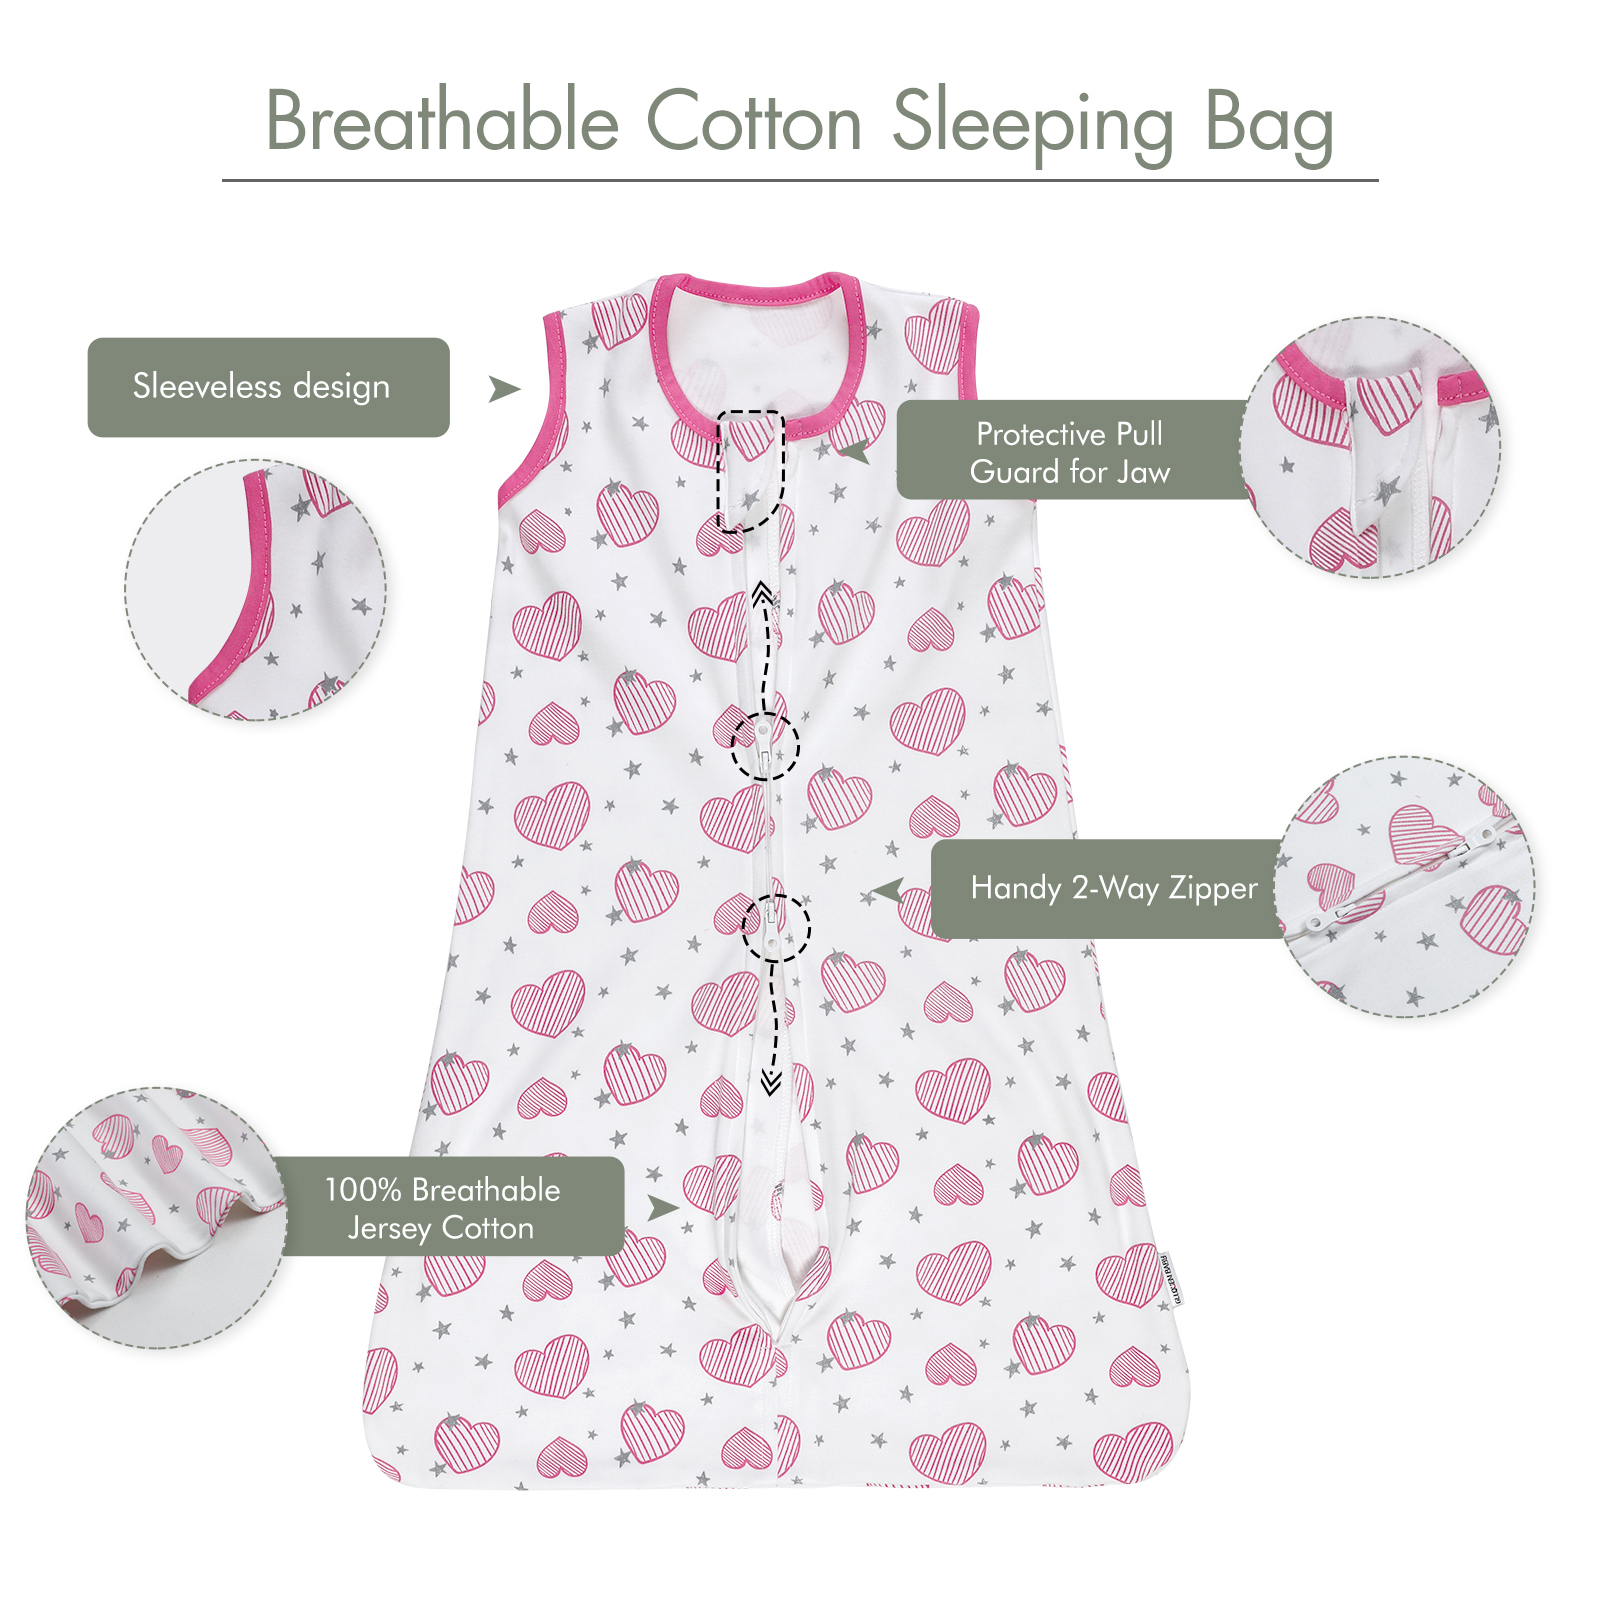 Breathable Cotton Sleeping Bag
Sleeveless design
Protective Pull
Guard for Jaw
Handy 2-Way Zipper
100% Breathable
Jersey Cotton